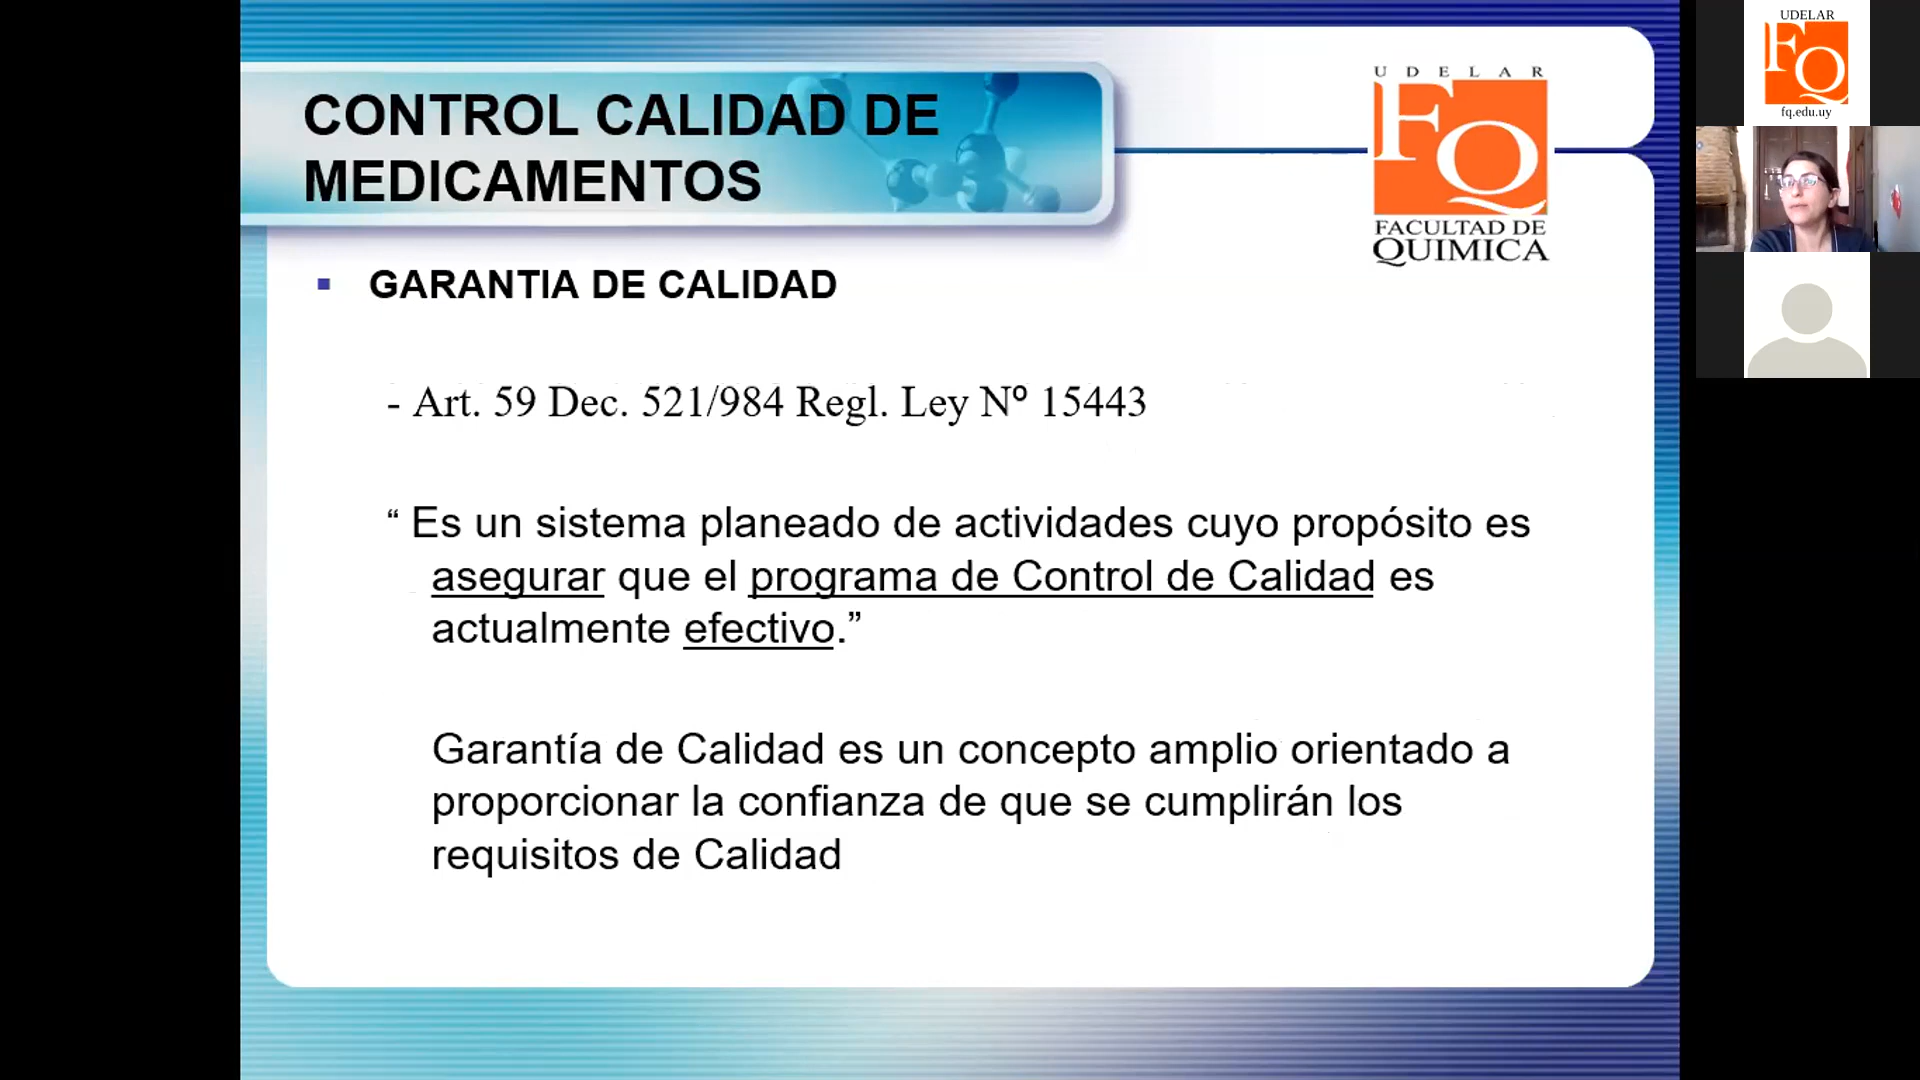 CONTROL CALIDAD DE
MEDICAMENTOS
UDELAR
FQ
FACULTAD DE
QUIMICA
▪ GARANTIA DE CALIDAD
- Art. 59 Dec. 521/984 Regl. Ley Nº 15443
“ Es un sistema planeado de actividades cuyo propósito es
asegurar que el programa de Control de Calidad es
actualmente efectivo.”
Garantía de Calidad es un concepto amplio orientado a
proporcionar la confianza de que se cumplirán los
requisitos de Calidad
UDELAR
FQ
fq.edu.uy